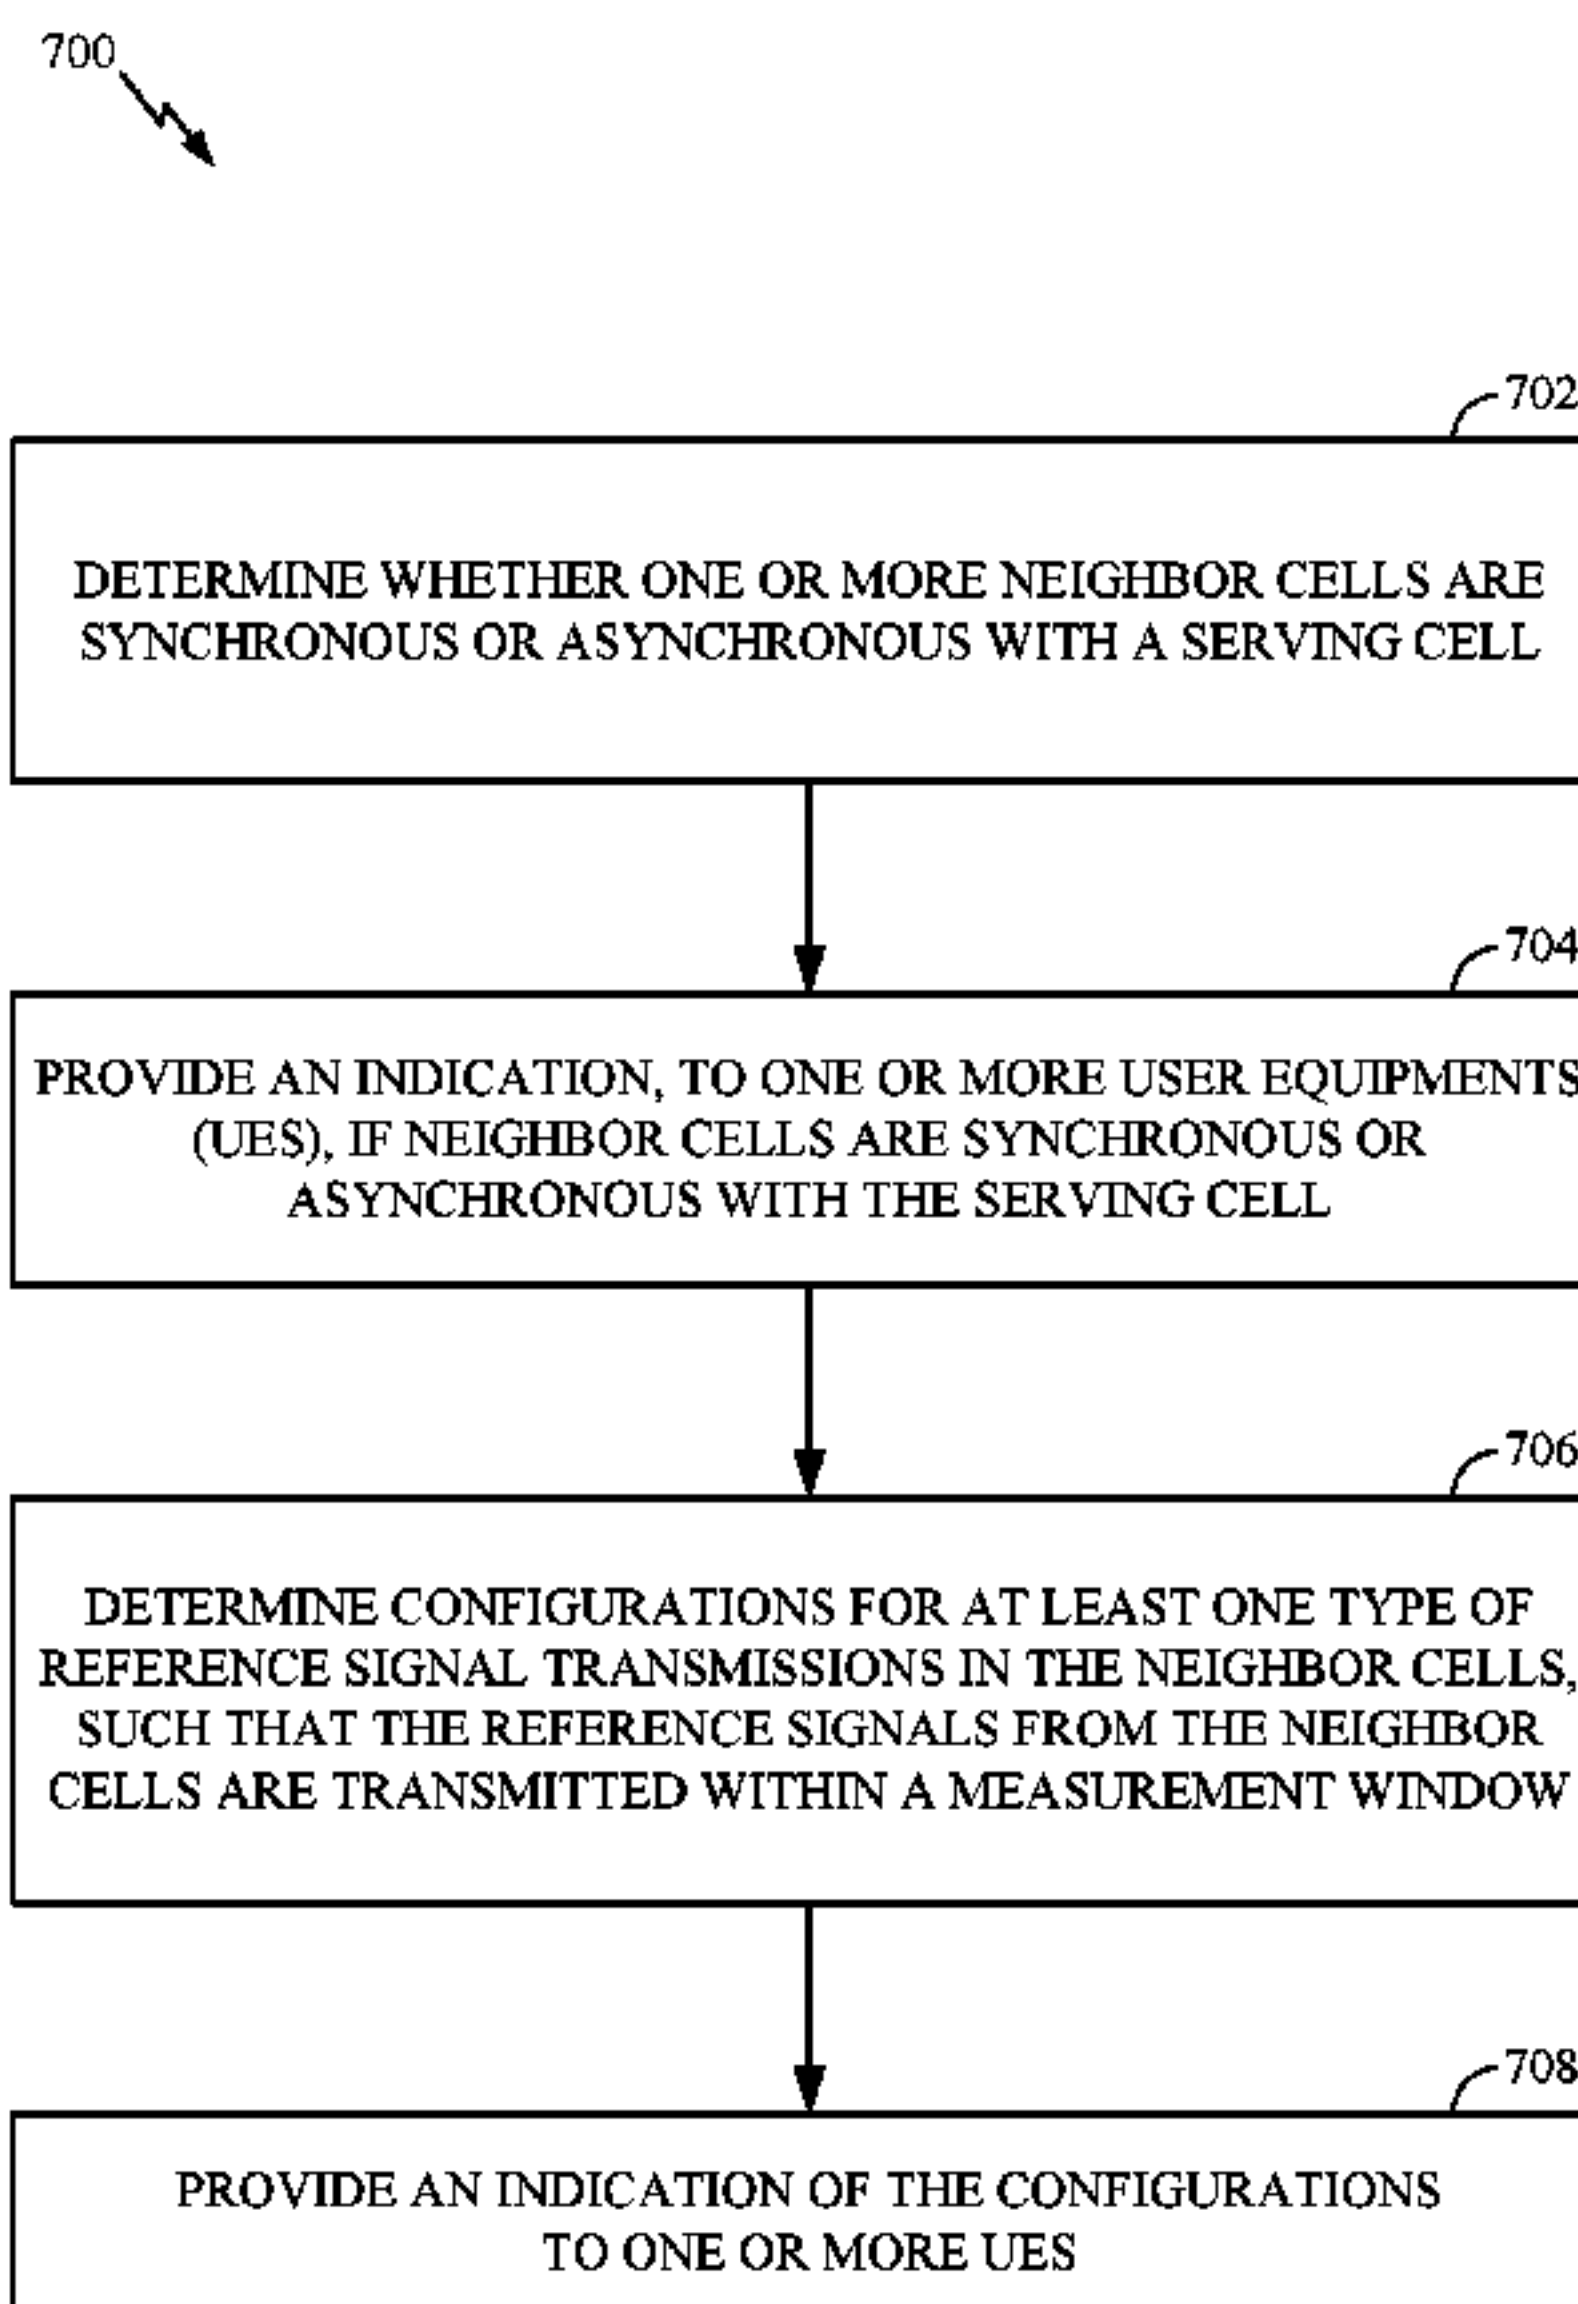 700
702
DETERMINE WHETHER ONE OR MORE NEIGHBOR CELLS ARE
SYNCHRONOUS OR ASYNCHRONOUS WITH A SERVING CELL
704
PROVIDE AN INDICATION, TO ONE OR MORE USER EQUIPMENTS
(UES), IF NEIGHBOR CELLS ARE SYNCHRONOUS OR
ASYNCHRONOUS WITH THE SERVING CELL
706
DETERMINE CONFIGURATIONS FOR AT LEAST ONE TYPE OF
REFERENCE SIGNAL TRANSMISSIONS IN THE NEIGHBOR CELLS,
SUCH THAT THE REFERENCE SIGNALS FROM THE NEIGHBOR
CELLS ARE TRANSMITTED WITHIN A MEASUREMENT WINDOW
708
PROVIDE AN INDICATION OF THE CONFIGURATIONS
TO ONE OR MORE UES